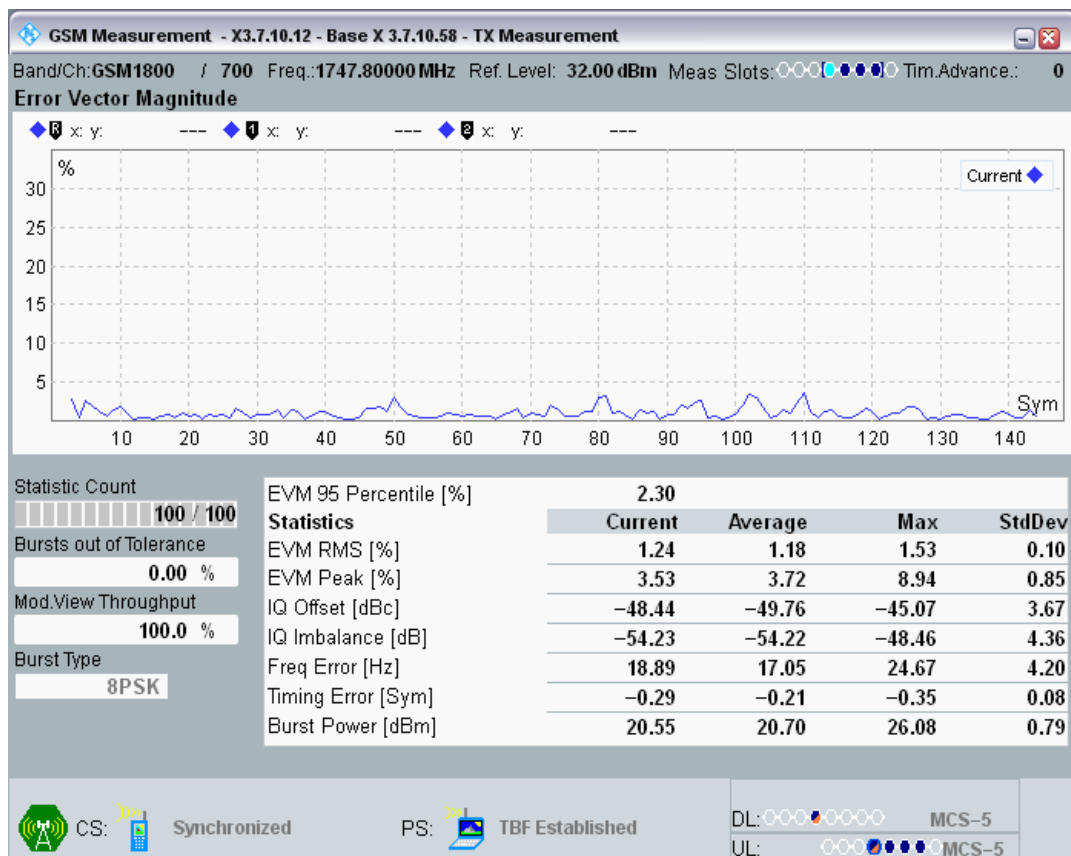 GSM Measurement - X3.7.10.12 - Base X 3.7.10.58 - TX Measurement
Band/Ch:GSM1800 / 700 Freq.:1747.80000 MHz Ref. Level: 32.00 dBm Meas Slots: Tim.Advance.: 0
Error Vector Magnitude
R x: y: --- 1 x: y: --- 2 x: y: ---
%
Current
30
25
20
15
10
5
Sym
10 20 30 40 50 60 70 80 90 100 110 120 130 140
Statistic Count
100 / 100
Bursts out of Tolerance
0.00 %
Mod.View Throughput
100.0 %
Burst Type
8PSK
EVM 95 Percentile [%] 2.30
Statistics Current Average Max StdDev
EVM RMS [%] 1.24 1.18 1.53 0.10
EVM Peak [%] 3.53 3.72 8.94 0.85
IQ Offset [dBc] −48.44 −49.76 −45.07 3.67
IQ Imbalance [dB] −54.23 −54.22 −48.46 4.36
Freq Error [Hz] 18.89 17.05 24.67 4.20
Timing Error [Sym] −0.29 −0.21 −0.35 0.08
Burst Power [dBm] 20.55 20.70 26.08 0.79
CS: Synchronized PS: TBF Established
DL: MCS−5
UL: MCS−5